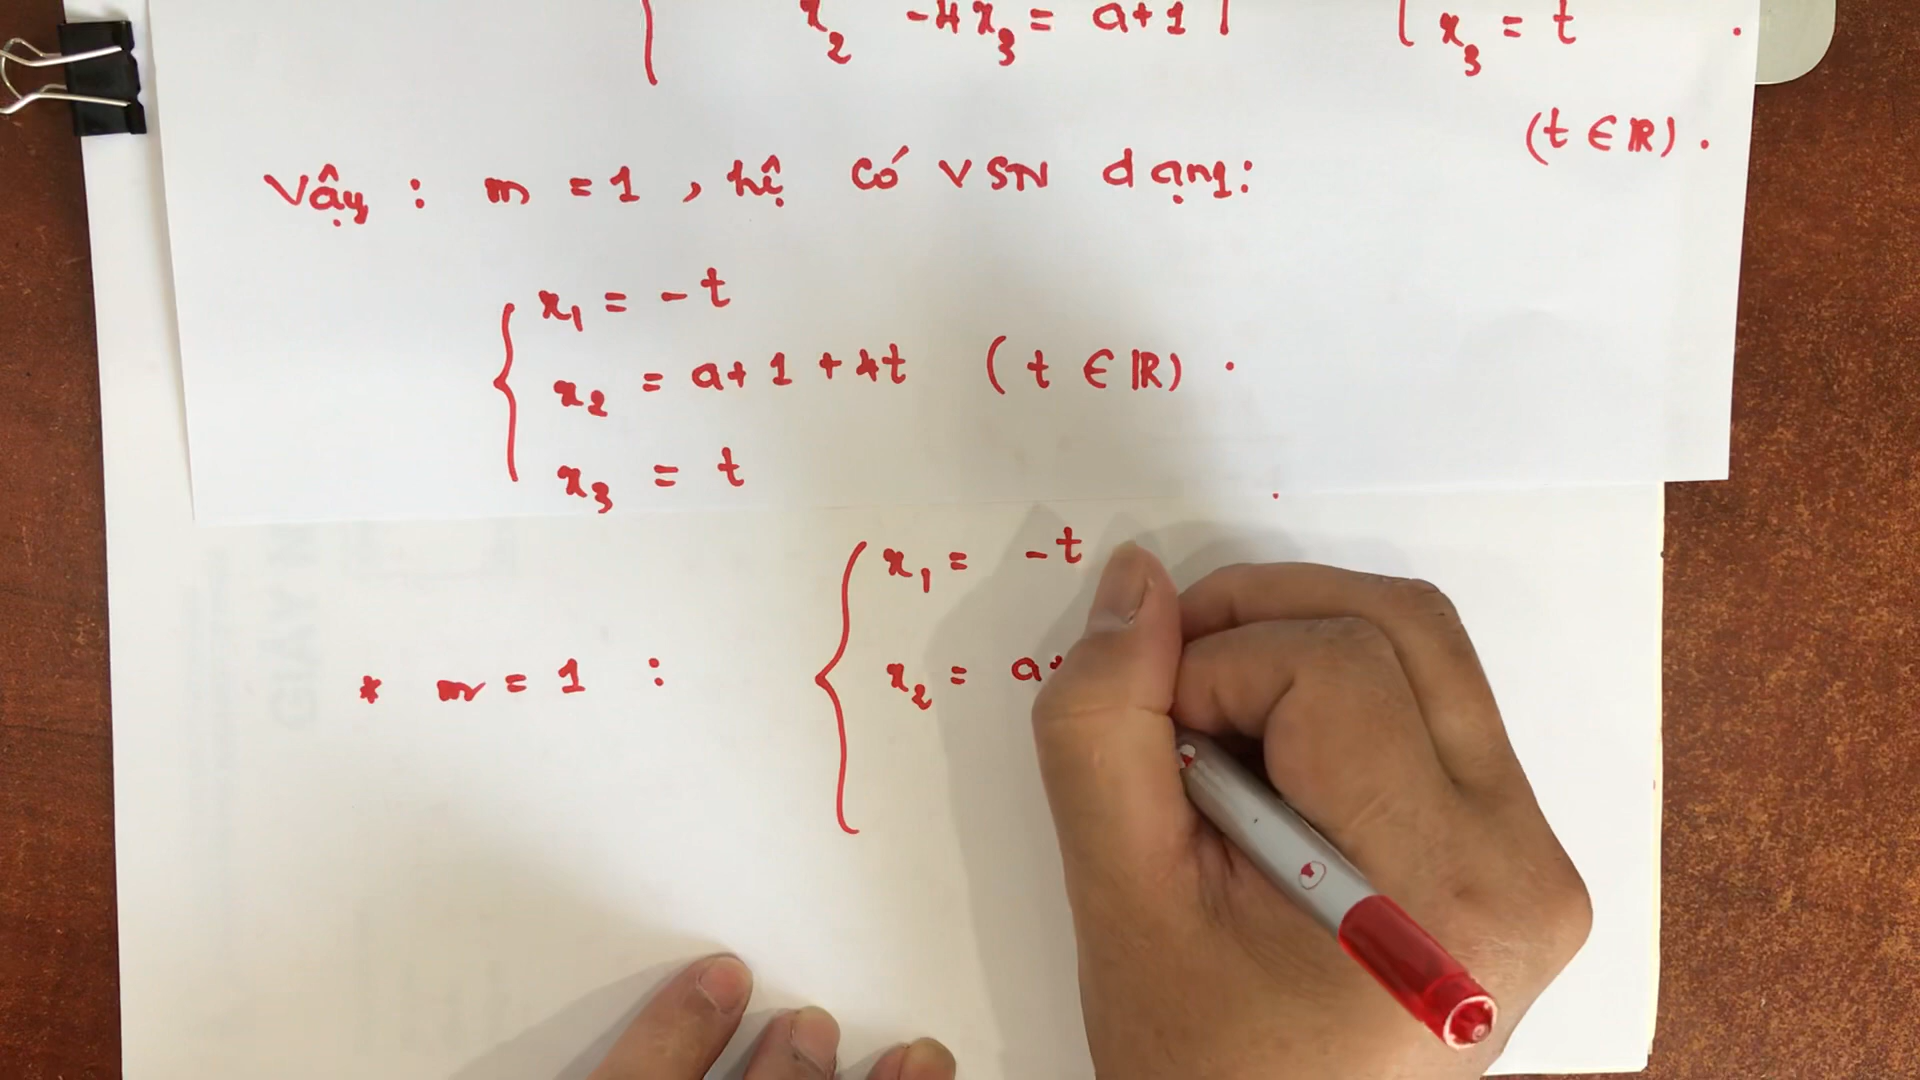 x₂ -4x₃ = a+1
x₃ = t
(t ∈ ℝ).
Vậy : m = 1 , hệ có VSN dạng:
x₁ = -t
x₂ = a+1+4t (t ∈ ℝ).
x₃ = t
x₁ = -t
* m = 1 :
x₂ = a+